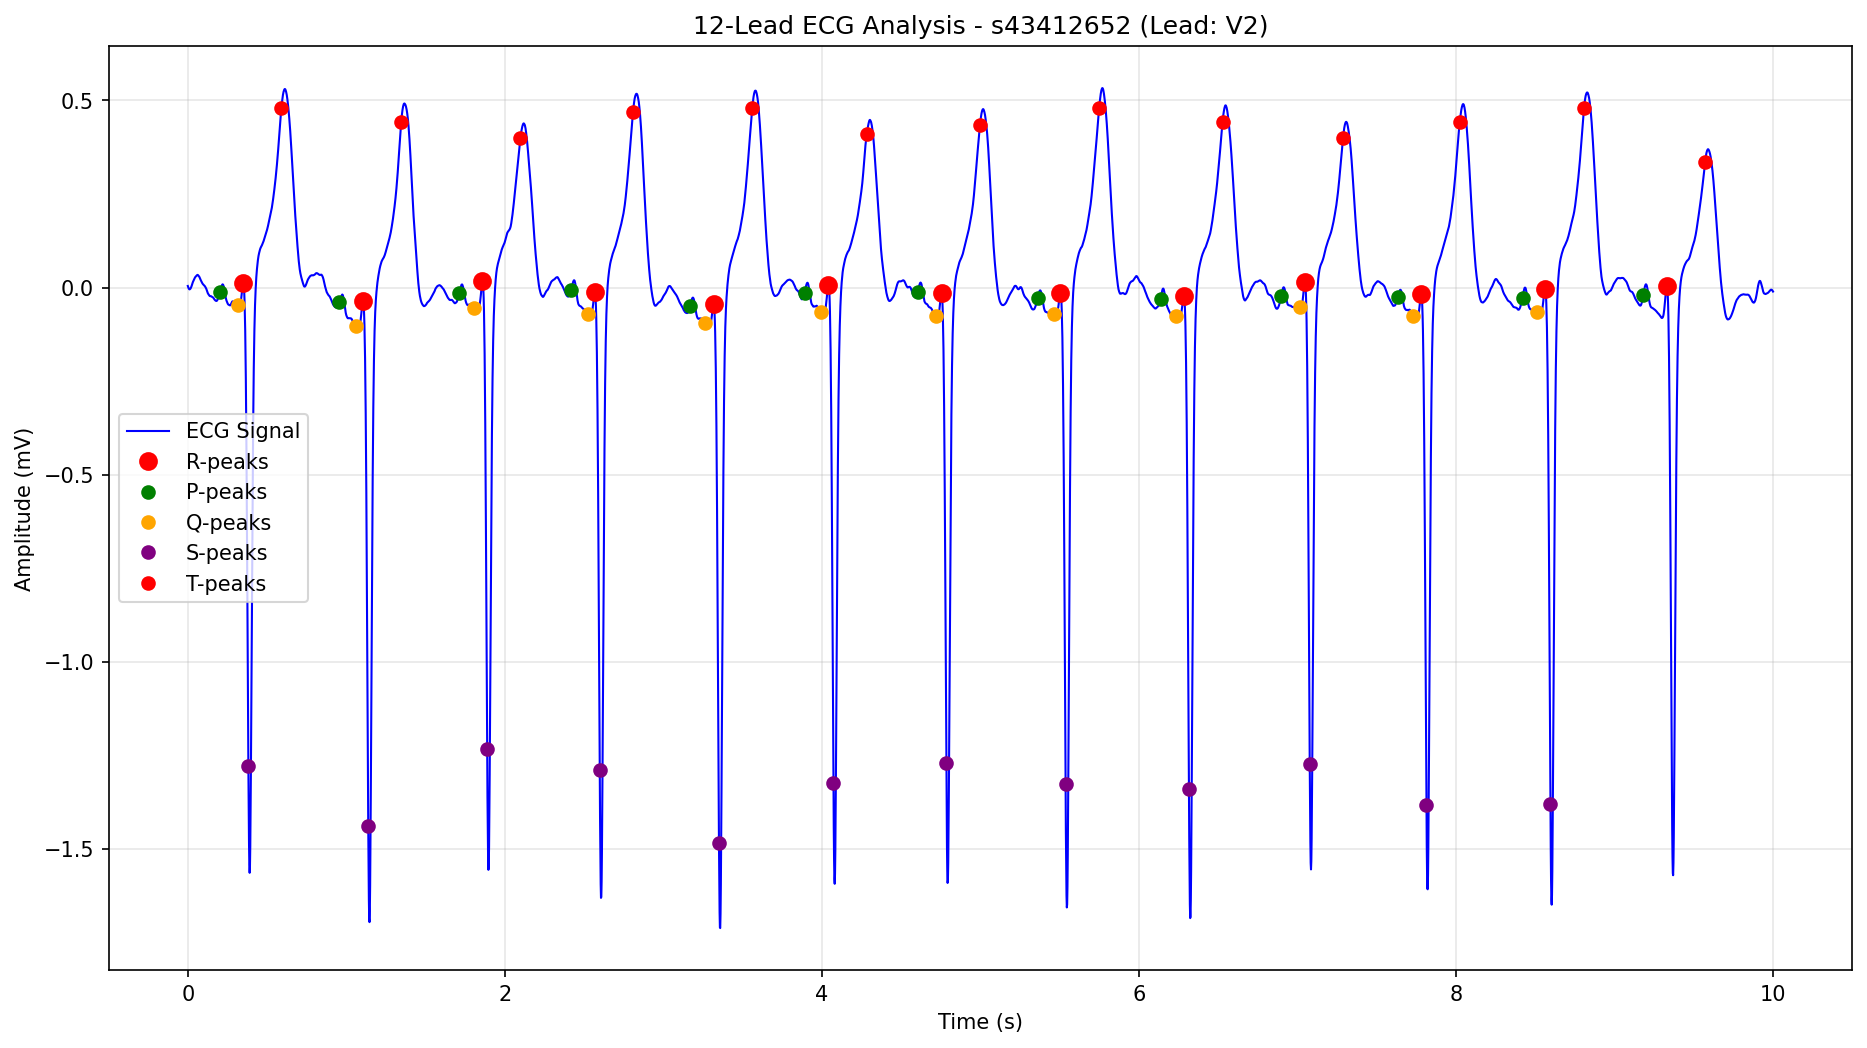 12-Lead ECG Analysis - s43412652 (Lead: V2)
Amplitude (mV)
0.5
0.0
−0.5
−1.0
−1.5
ECG Signal
R-peaks
P-peaks
Q-peaks
S-peaks
T-peaks
0 2 4 6 8 10
Time (s)